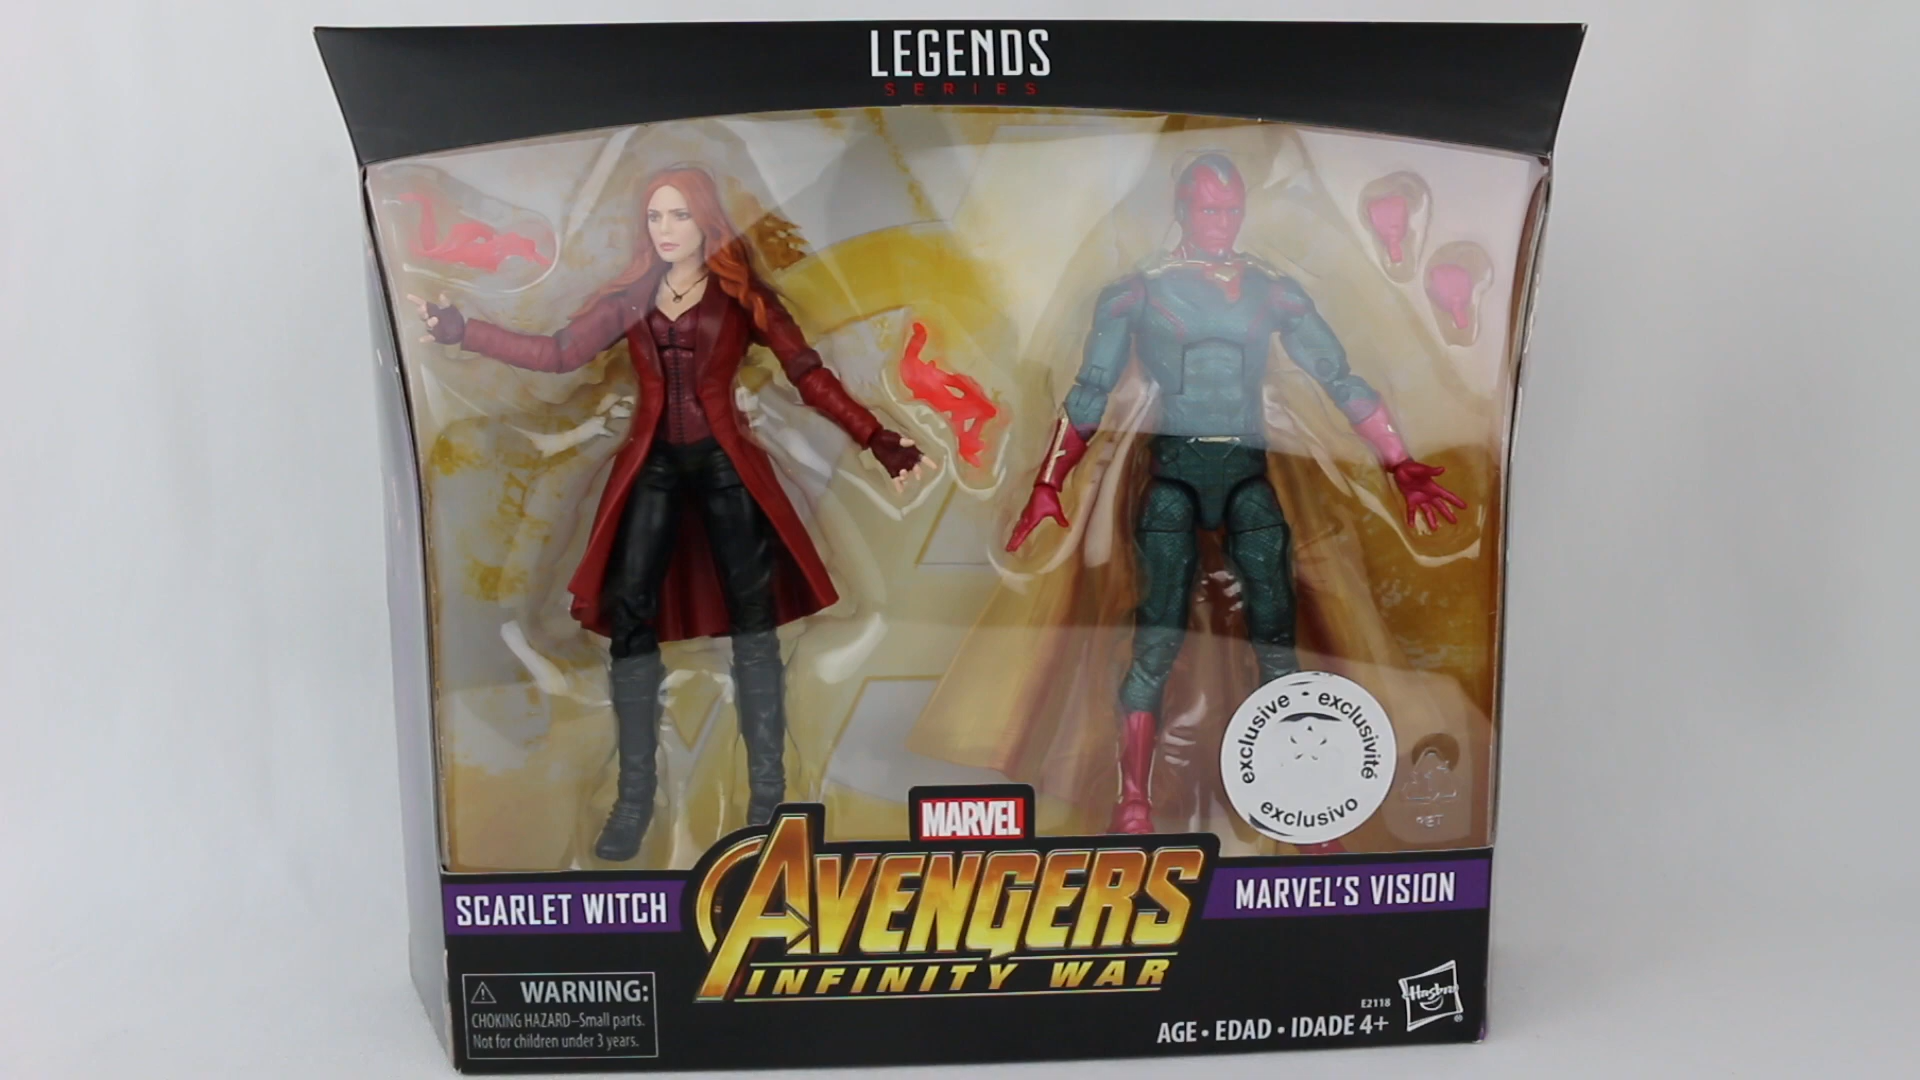 LEGENDS
SERIES
exclusive • exclusivité
exclusivo
PET
MARVEL
AVENGERS
INFINITY WAR
SCARLET WITCH
MARVEL'S VISION
WARNING:
CHOKING HAZARD–Small parts.
Not for children under 3 years.
E2118
AGE • EDAD • IDADE 4+
Hasbro